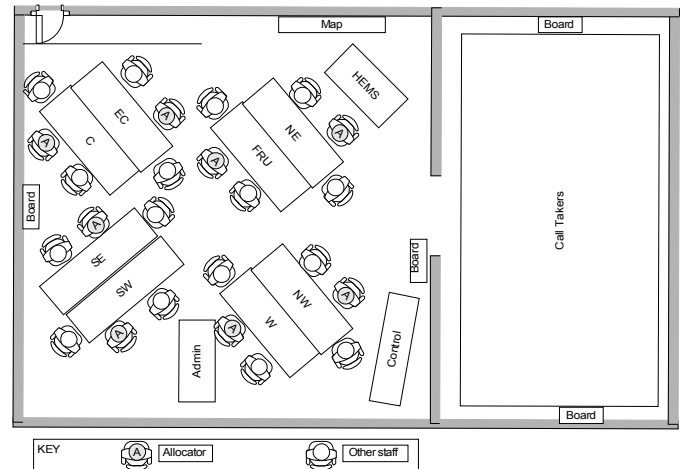 Map
Board
HEMS
EC
C
A
A
NE
FRU
A
A
Board
Call Takers
A
SE
SW
A
Board
NW
W
A
A
Admin
Control
Board
KEY
A
Allocator
Other staff